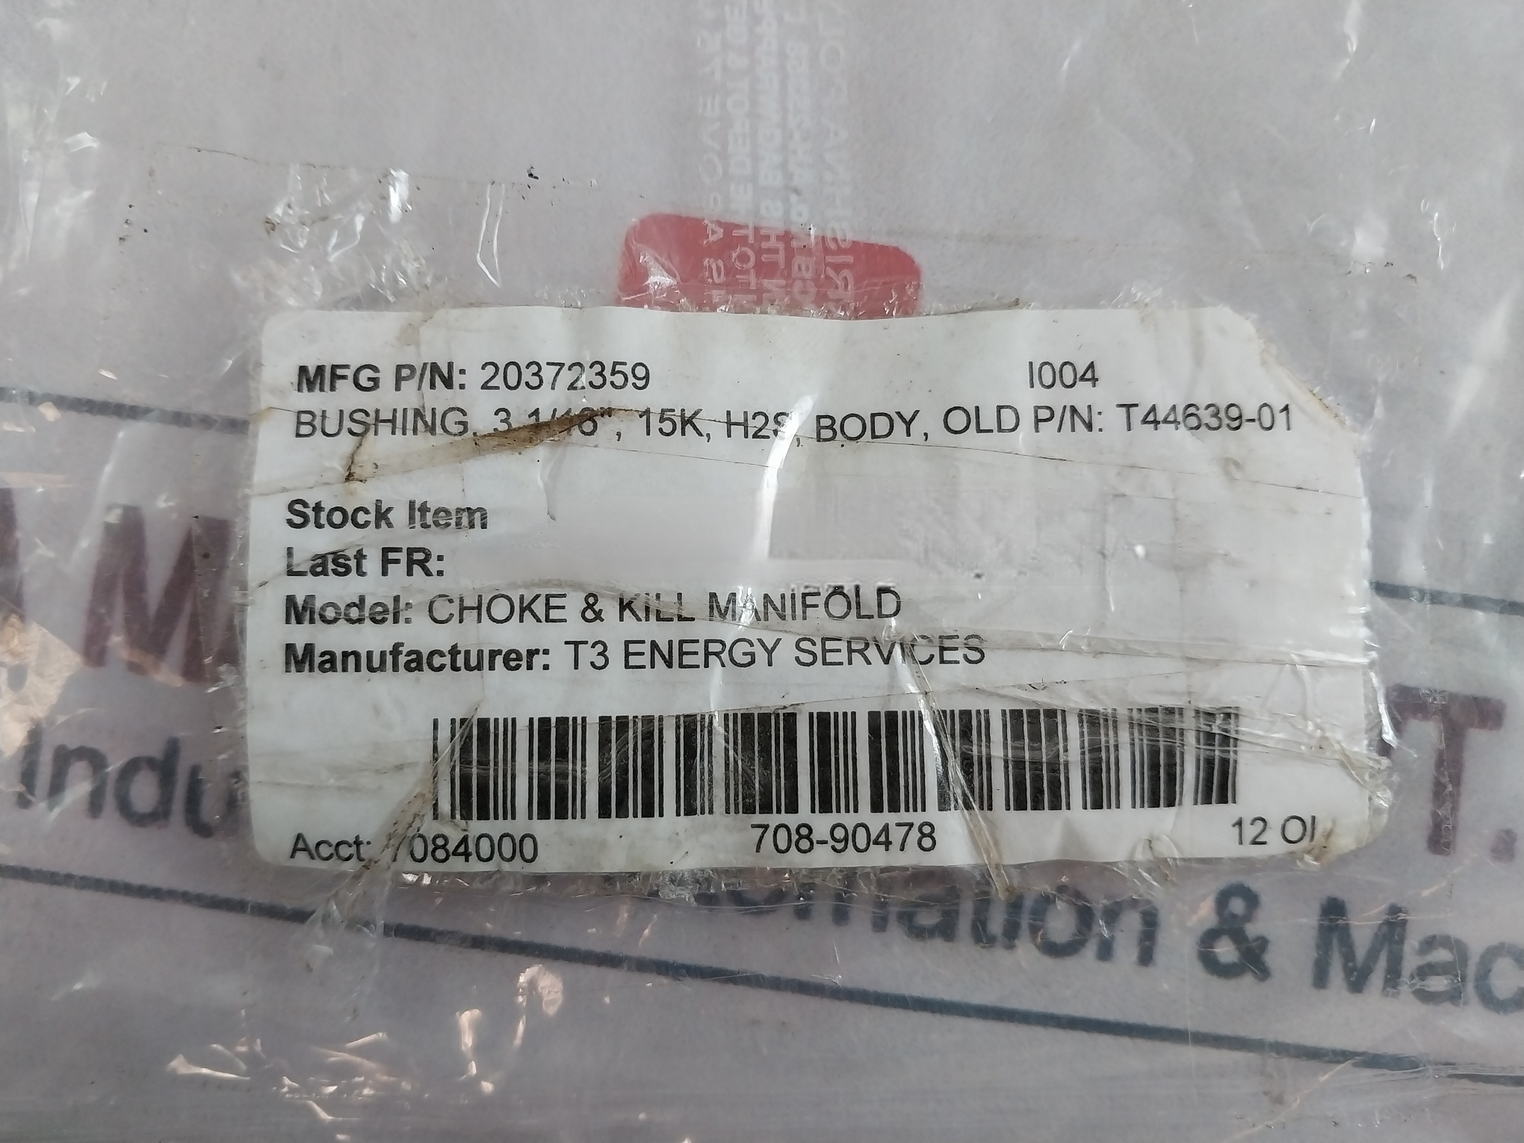 MFG P/N: 20372359 I004
BUSHING, 3 1/16", 15K, H2S, BODY, OLD P/N: T44639-01
Stock Item
Last FR:
Model: CHOKE & KILL MANIFOLD
Manufacturer: T3 ENERGY SERVICES
Acct: 7084000 708-90478 12 OI
M T.
Indu
omation & Mac